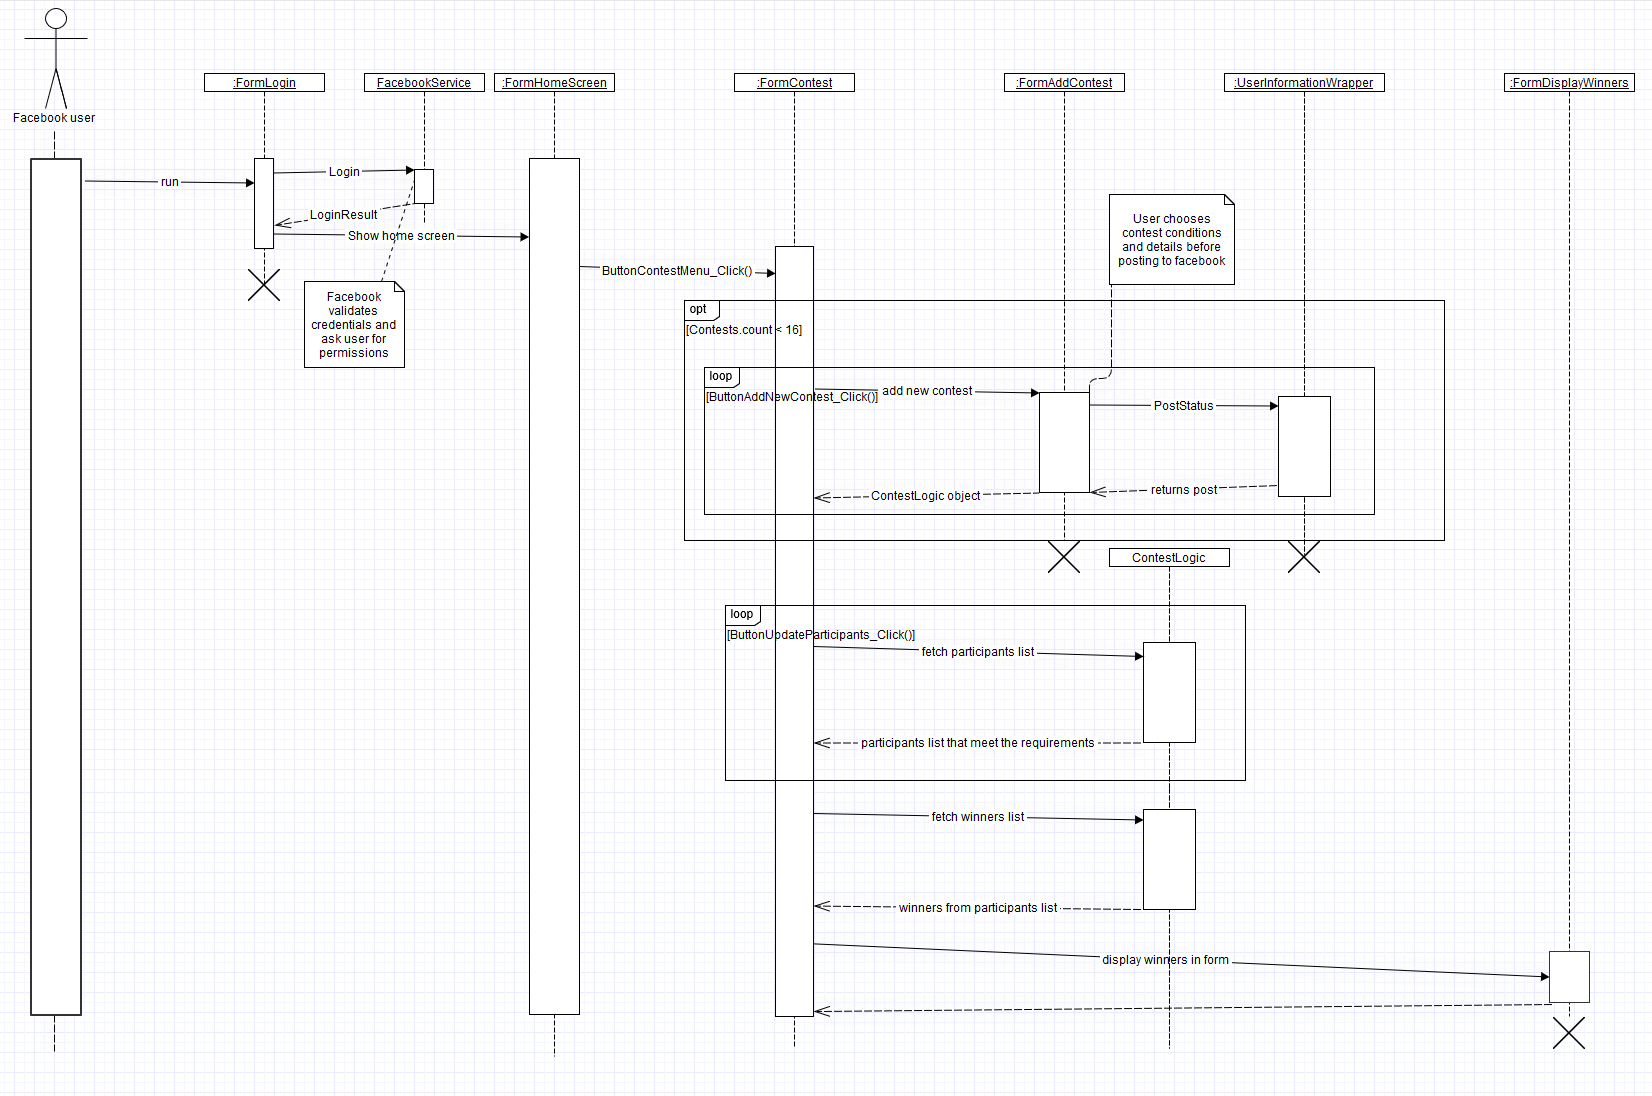 Facebook user
:FormLogin
FacebookService
:FormHomeScreen
:FormContest
:FormAddContest
:UserInformationWrapper
:FormDisplayWinners
run
Login
LoginResult
Show home screen
Facebook
validates
credentials and
ask user for
permissions
ButtonContestMenu_Click()
User chooses
contest conditions
and details before
posting to facebook
opt
[Contests.count < 16]
loop
[ButtonAddNewContest_Click()]
add new contest
PostStatus
returns post
ContestLogic object
ContestLogic
loop
[ButtonUpdateParticipants_Click()]
fetch participants list
participants list that meet the requirements
fetch winners list
winners from participants list
display winners in form